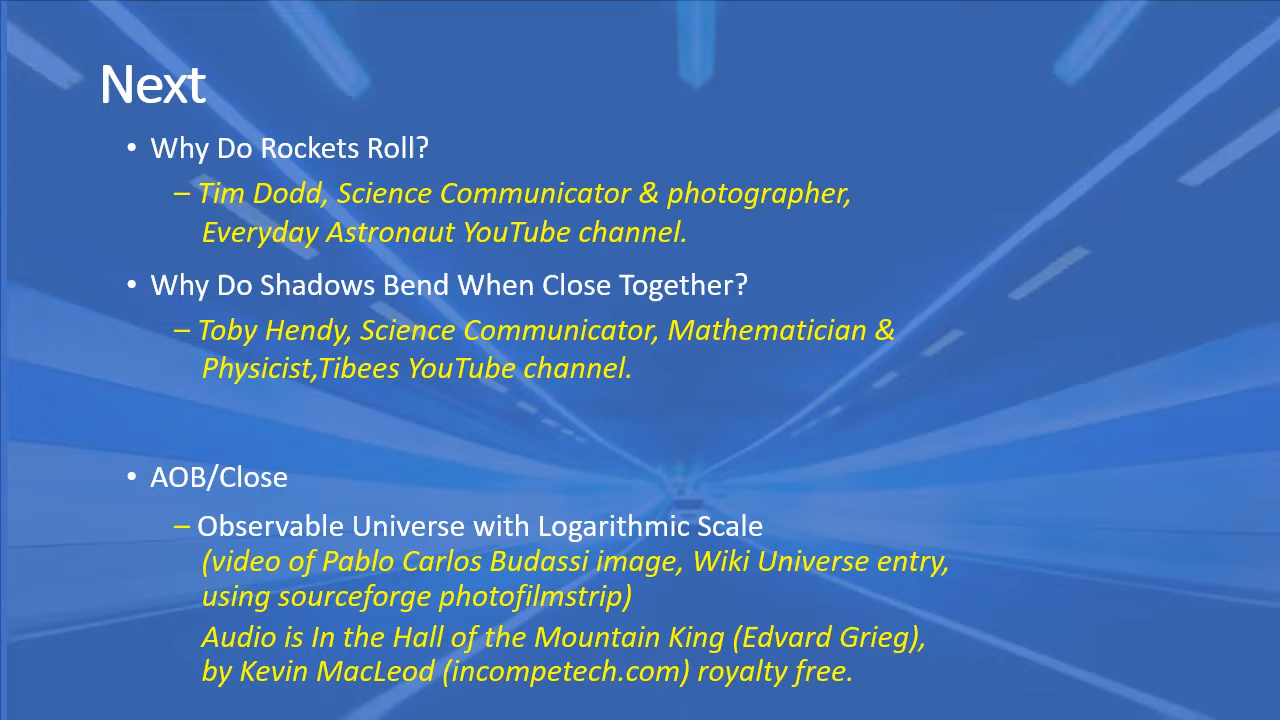 Next
• Why Do Rockets Roll?
– Tim Dodd, Science Communicator & photographer,
Everyday Astronaut YouTube channel.
• Why Do Shadows Bend When Close Together?
– Toby Hendy, Science Communicator, Mathematician &
Physicist,Tibees YouTube channel.
• AOB/Close
– Observable Universe with Logarithmic Scale
(video of Pablo Carlos Budassi image, Wiki Universe entry,
using sourceforge photofilmstrip)
Audio is In the Hall of the Mountain King (Edvard Grieg),
by Kevin MacLeod (incompetech.com) royalty free.